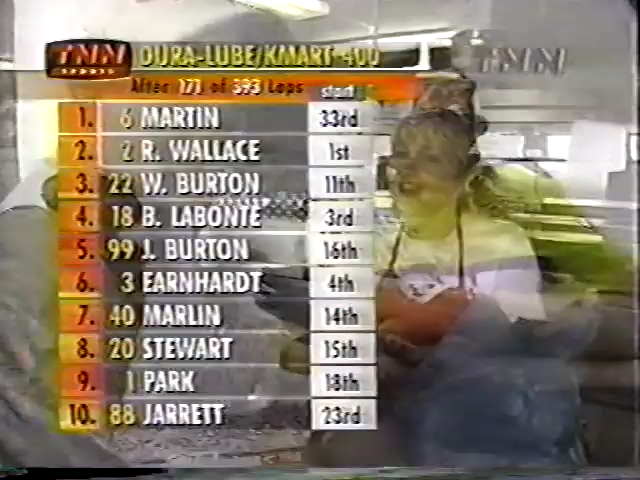 TNN DURA-LUBE/KMART 400 TNN
After 171 of 393 Laps start
1. 6 MARTIN 33rd
2. 2 R. WALLACE 1st
3. 22 W. BURTON 11th
4. 18 B. LABONTE 3rd
5. 99 J. BURTON 16th
6. 3 EARNHARDT 4th
7. 40 MARLIN 14th
8. 20 STEWART 15th
9. 1 PARK 18th
10. 88 JARRETT 23rd